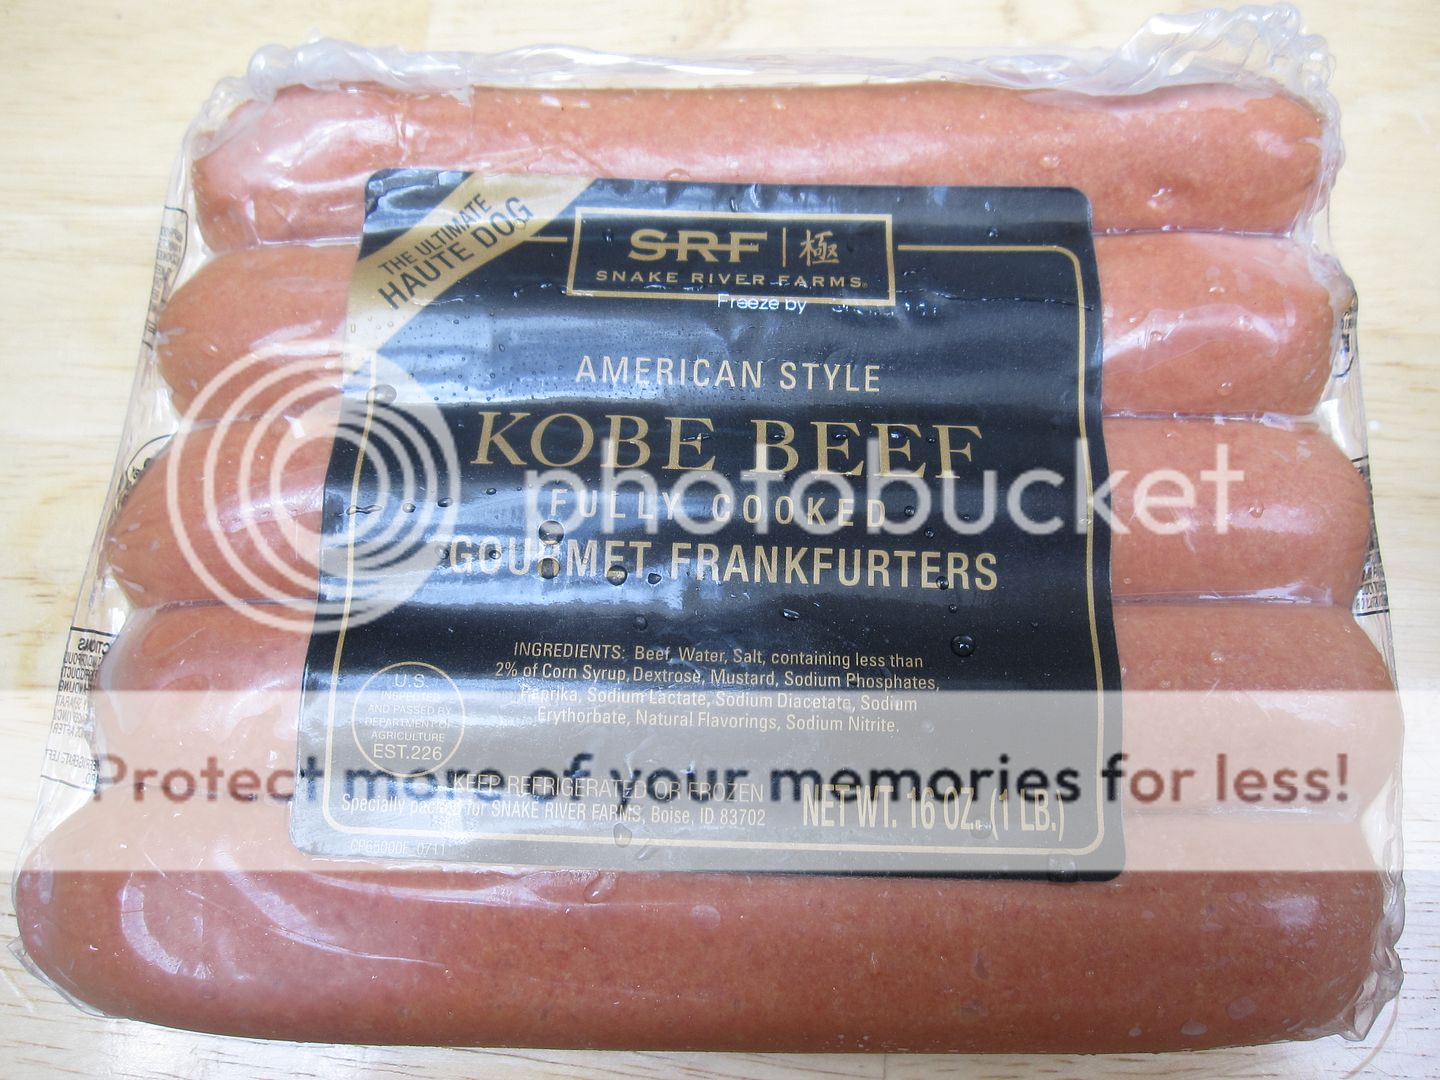 THE ULTIMATE
HAUTE DOG
SRF 極
SNAKE RIVER FARMS®
Freeze by
AMERICAN STYLE
KOBE BEEF
photobucket
FULLY COOKED
GOURMET FRANKFURTERS
INGREDIENTS: Beef, Water, Salt, containing less than
2% of Corn Syrup, Dextrose, Mustard, Sodium Phosphates,
Paprika, Sodium Lactate, Sodium Diacetate, Sodium
Erythorbate, Natural Flavorings, Sodium Nitrite.
U.S.
INSPECTED
AND PASSED BY
DEPARTMENT OF
AGRICULTURE
EST.226
Protect more of your memories for less!
KEEP REFRIGERATED OR FROZEN
Specially packed for SNAKE RIVER FARMS, Boise, ID 83702
NET WT. 16 OZ. (1 LB.)
CP65000F 0711